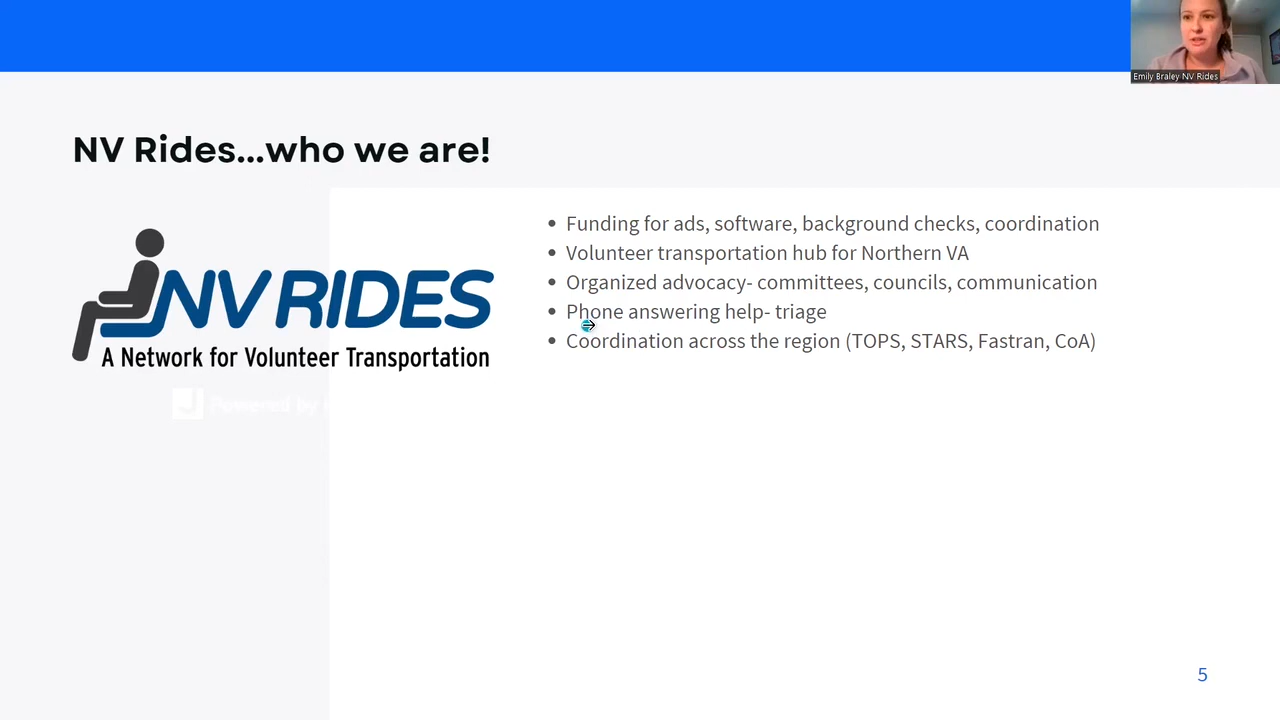 Emily Braley NV Rides
NV Rides...who we are!
NV RIDES
A Network for Volunteer Transportation
Powered by
Funding for ads, software, background checks, coordination
Volunteer transportation hub for Northern VA
Organized advocacy- committees, councils, communication
Phone answering help- triage
Coordination across the region (TOPS, STARS, Fastran, CoA)
5